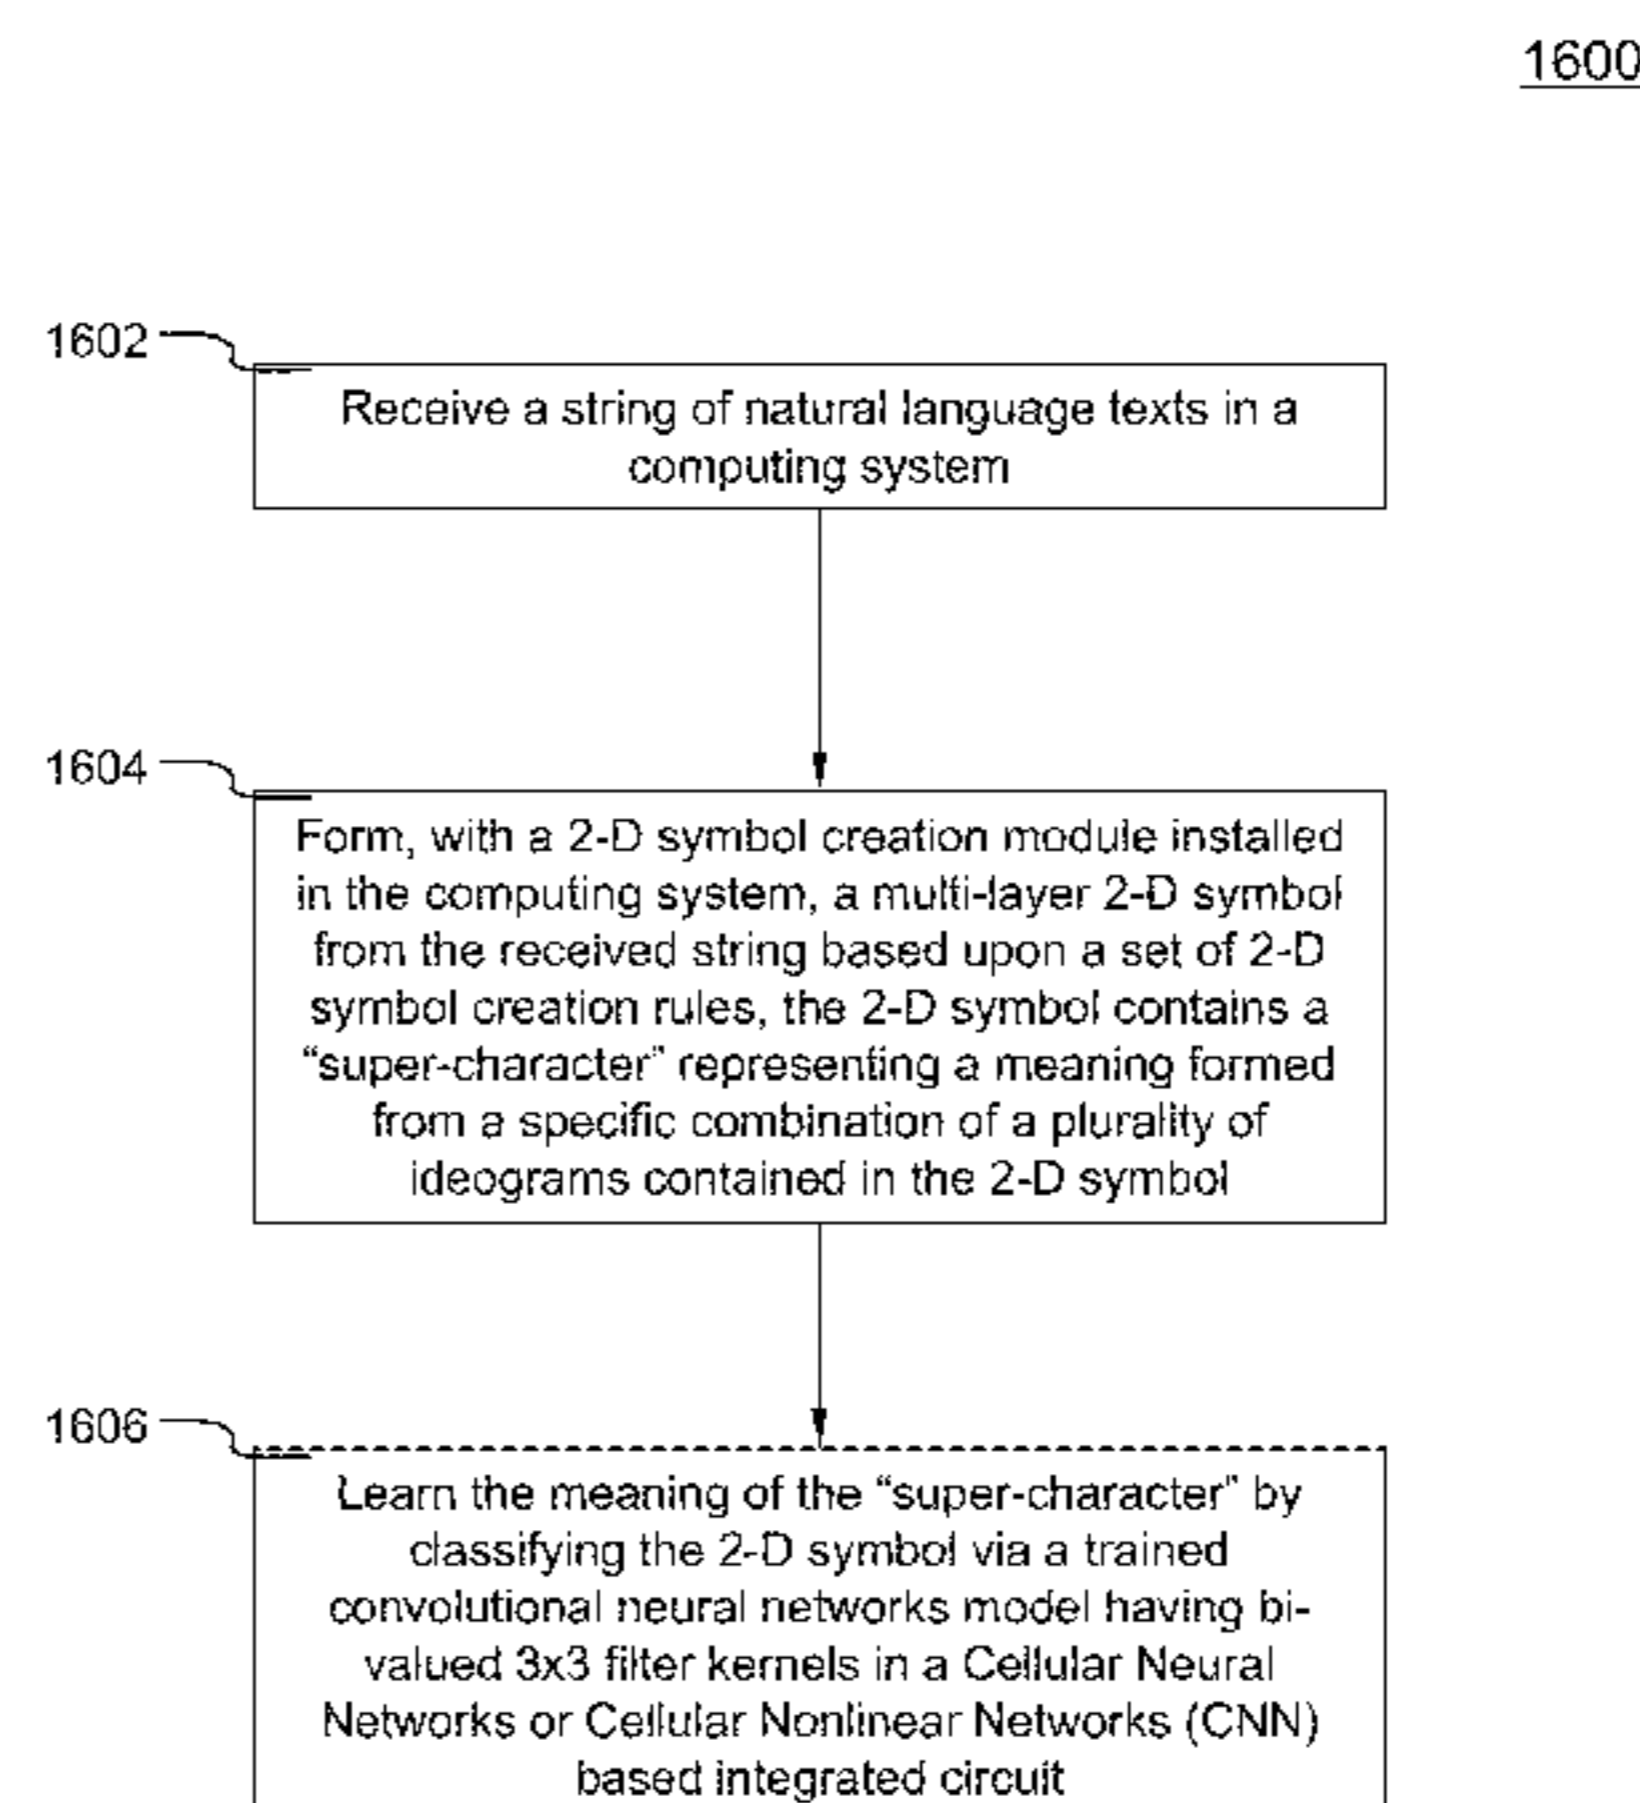 1600
1602
Receive a string of natural language texts in a
computing system
1604
Form, with a 2-D symbol creation module installed
in the computing system, a multi-layer 2-D symbol
from the received string based upon a set of 2-D
symbol creation rules, the 2-D symbol contains a
“super-character” representing a meaning formed
from a specific combination of a plurality of
ideograms contained in the 2-D symbol
1606
Learn the meaning of the “super-character” by
classifying the 2-D symbol via a trained
convolutional neural networks model having bi-
valued 3x3 filter kernels in a Cellular Neural
Networks or Cellular Nonlinear Networks (CNN)
based integrated circuit